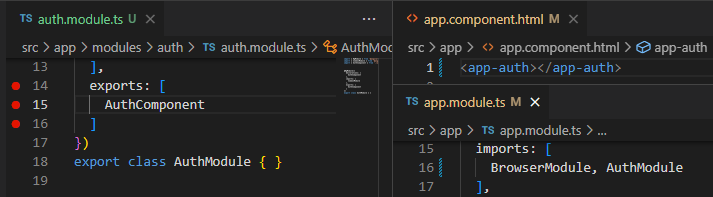 TS auth.module.ts U
src > app > modules > auth > TS auth.module.ts > AuthMod
13 ],
14 exports: [
15 AuthComponent
16 ]
17 })
18 export class AuthModule { }
19
<> app.component.html M
src > app > <> app.component.html > app-auth
1 <app-auth></app-auth>
TS app.module.ts M ×
src > app > TS app.module.ts > ...
15 imports: [
16 BrowserModule, AuthModule
17 ],